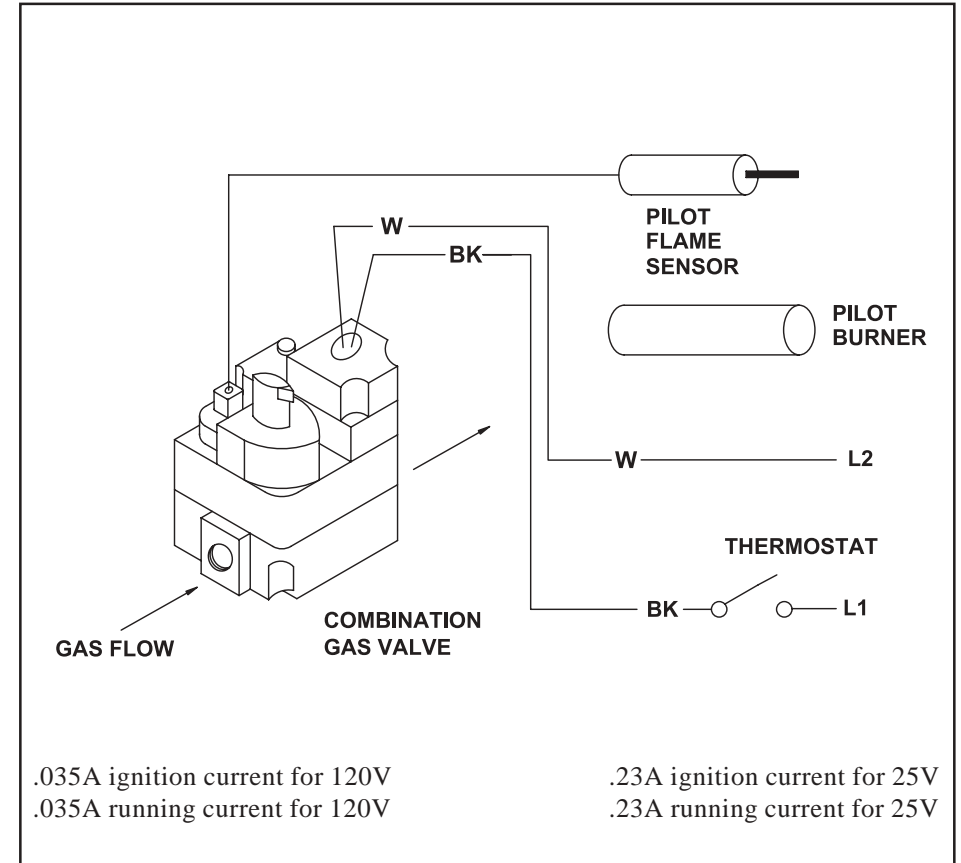 W
BK
PILOT
FLAME
SENSOR
PILOT
BURNER
W
L2
THERMOSTAT
BK
L1
COMBINATION
GAS VALVE
GAS FLOW
.035A ignition current for 120V
.035A running current for 120V
.23A ignition current for 25V
.23A running current for 25V